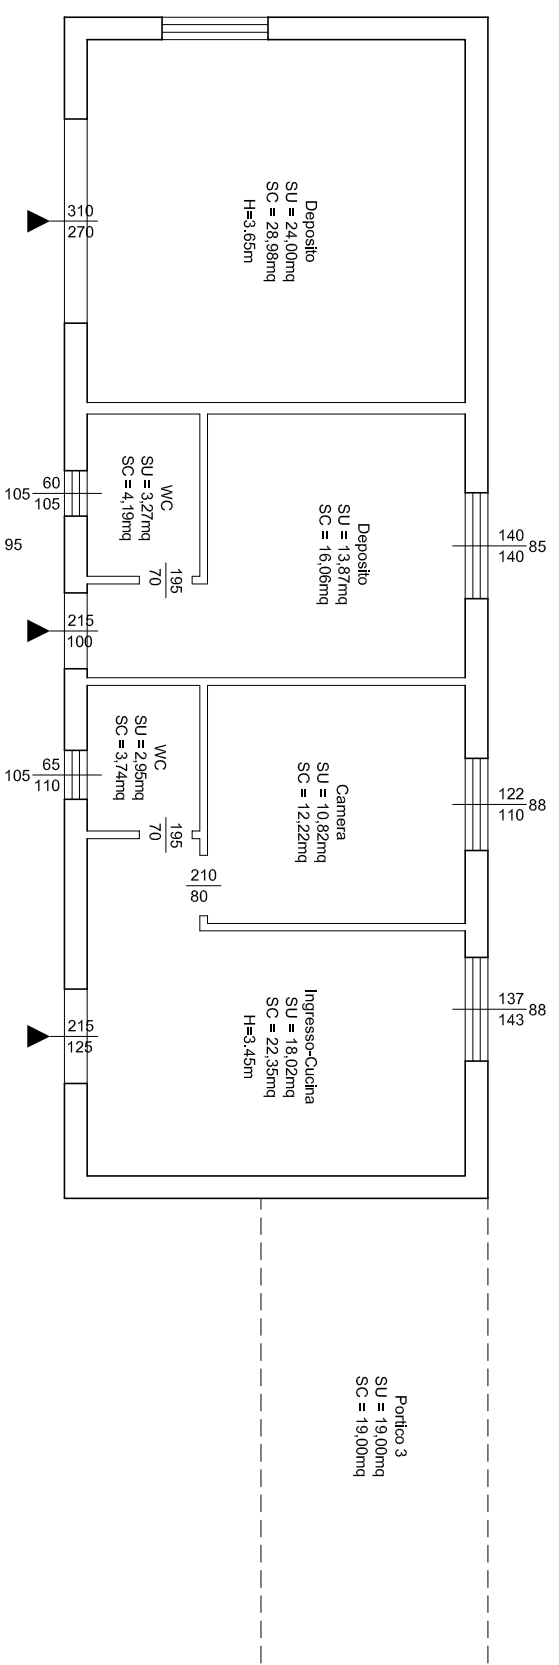 Deposito
SU = 24,00mq
SC = 28,98mq
H=3.65m
310
270
WC
SU = 3,27mq
SC = 4,19mq
60
105
105
95
Deposito
SU = 13,87mq
SC = 16,06mq
140
140
85
195
70
215
100
WC
SU = 2,95mq
SC = 3,74mq
65
110
105
Camera
SU = 10,82mq
SC = 12,22mq
122
110
88
195
70
210
80
Ingresso-Cucina
SU = 18,02mq
SC = 22,35mq
H=3.45m
137
143
88
215
125
Portico 3
SU = 19,00mq
SC = 19,00mq